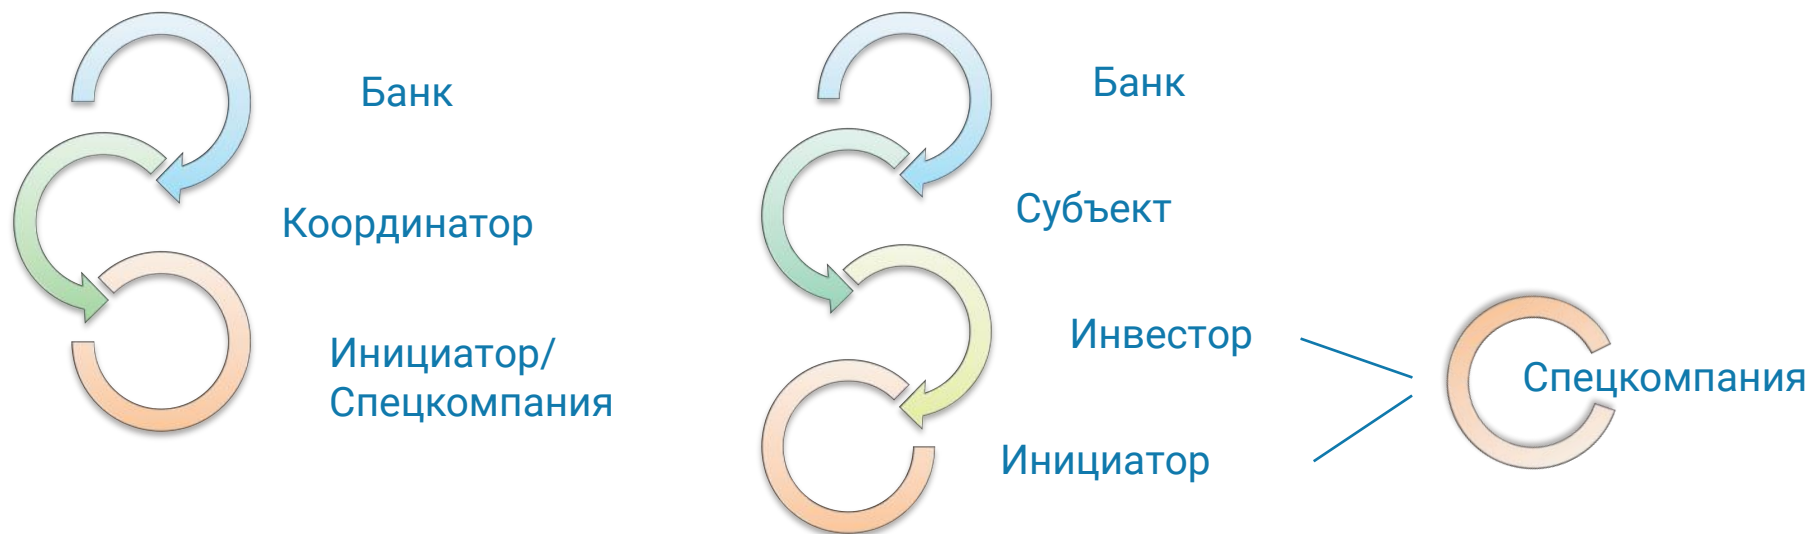 Банк
Координатор
Инициатор/
Спецкомпания
Банк
Субъект
Инвестор
Инициатор
Спецкомпания